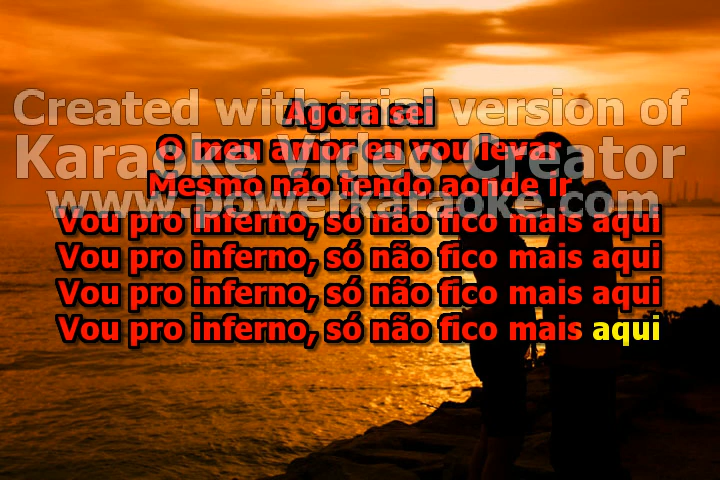 Created with trial version of
Agora sei
Karaoke Video Creator
O meu amor eu vou levar
Mesmo não tendo aonde ir
www.powerkaraoke.com
Vou pro inferno, só não fico mais aqui
Vou pro inferno, só não fico mais aqui
Vou pro inferno, só não fico mais aqui
Vou pro inferno, só não fico mais aqui